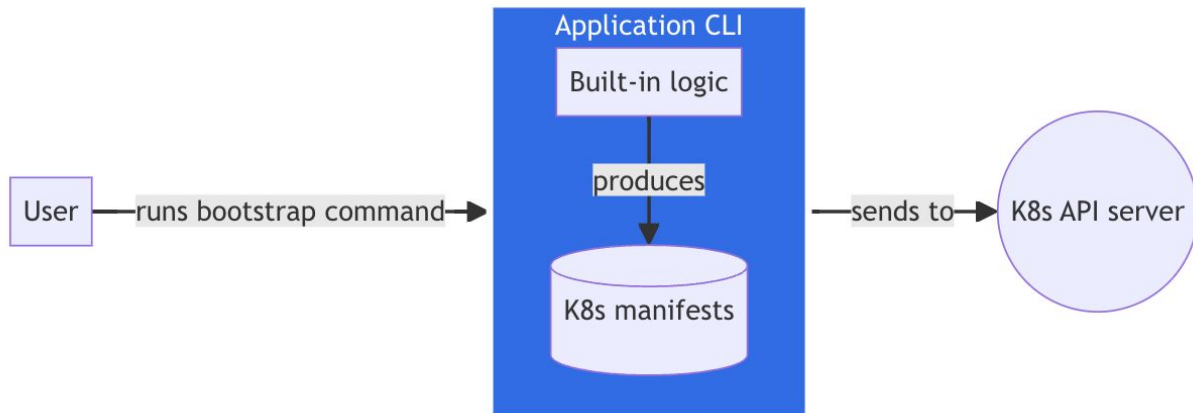 Application CLI
Built-in logic
produces
User
runs bootstrap command
sends to
K8s API server
K8s manifests